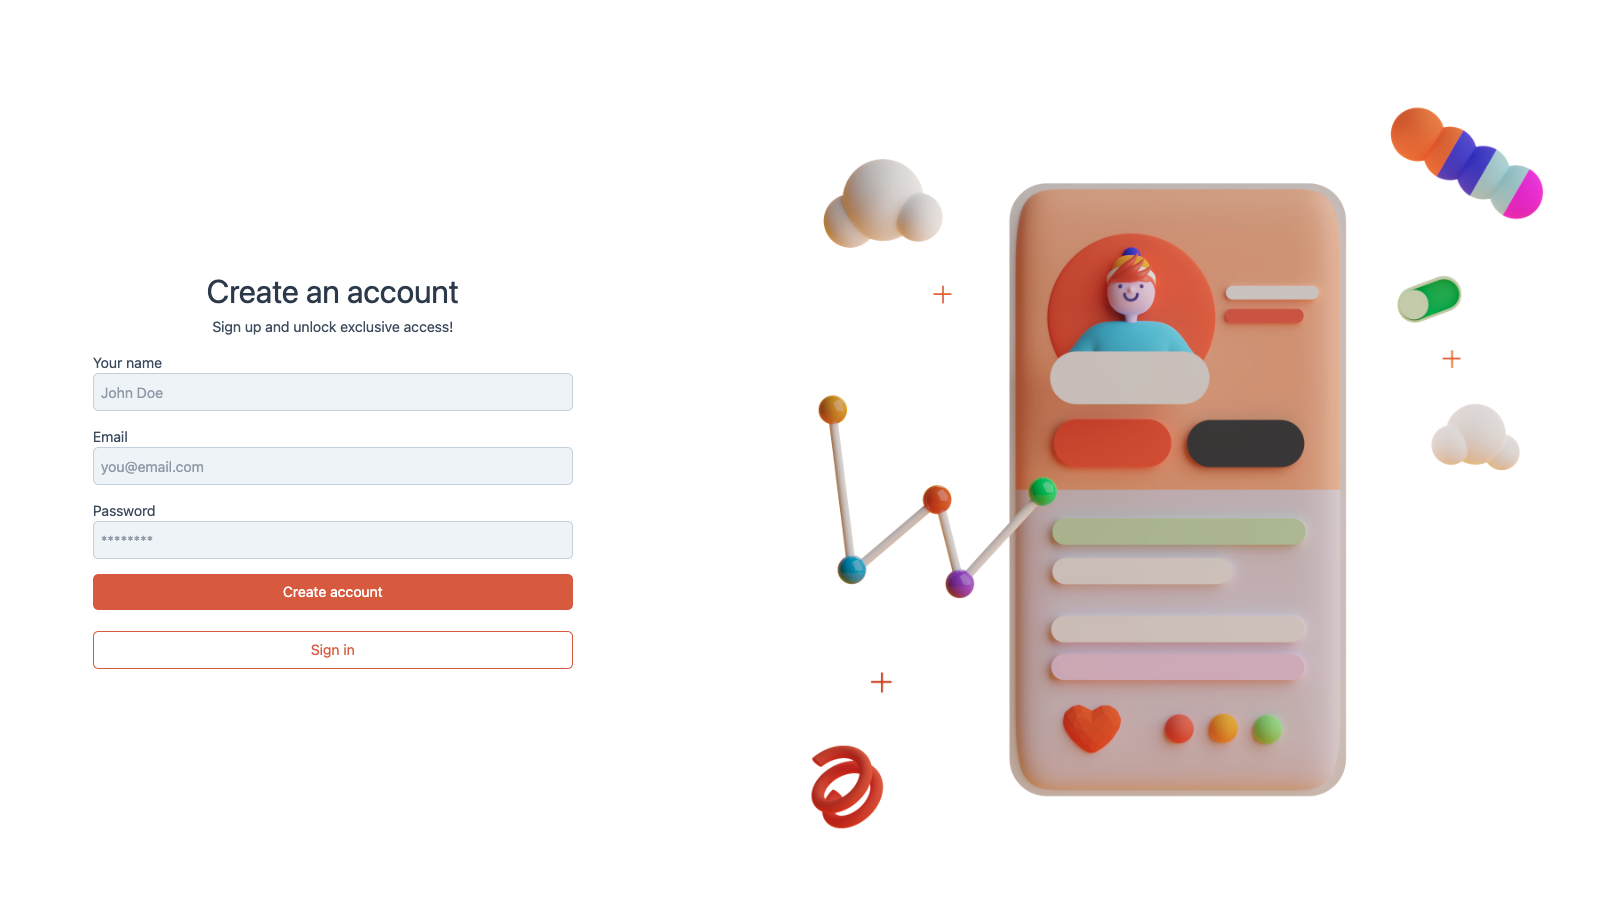 Create an account
Sign up and unlock exclusive access!
Your name
John Doe
Email
you@email.com
Password
********
Create account
Sign in